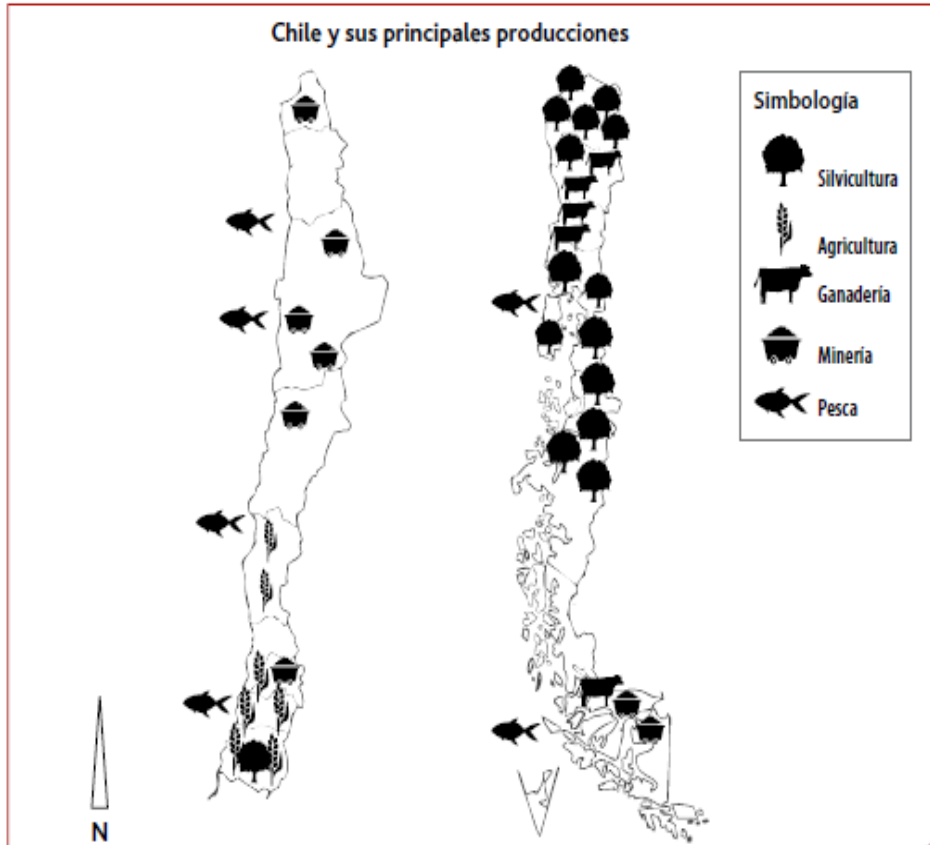 Chile y sus principales producciones
Simbología
Silvicultura
Agricultura
Ganadería
Minería
Pesca
N